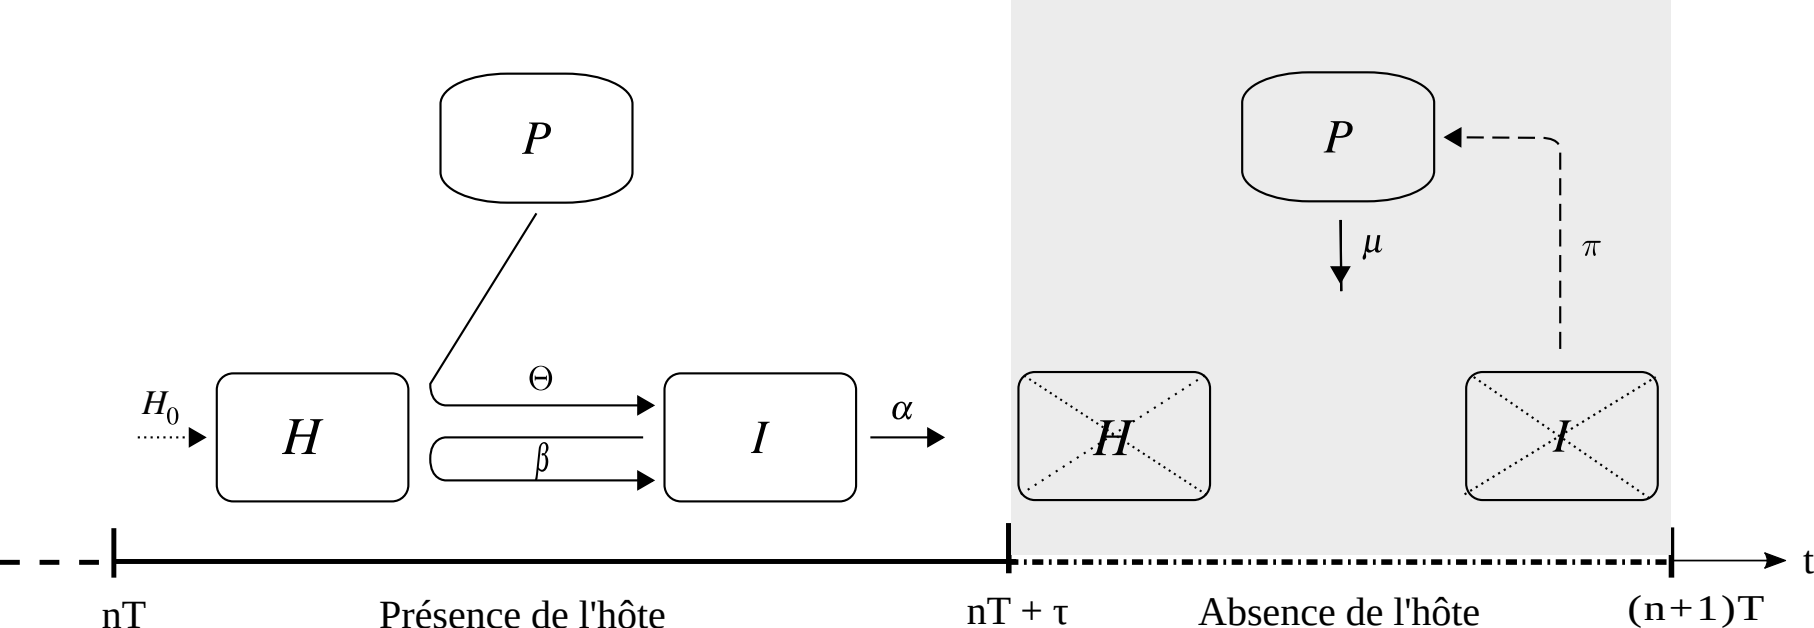 P
P
μ
π
Θ
H₀
α
H
I
H
I
β
t
nT
Présence de l'hôte
nT + τ
Absence de l'hôte
(n+1)T